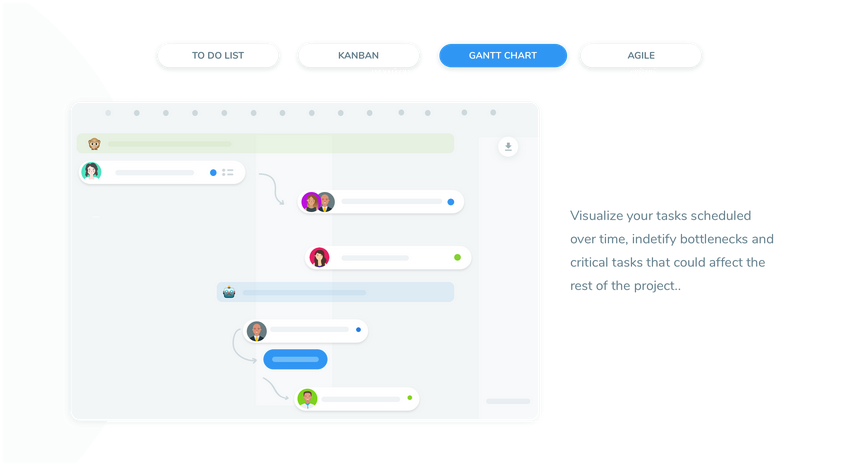 TO DO LIST
KANBAN
GANTT CHART
AGILE
Visualize your tasks scheduled
over time, indetify bottlenecks and
critical tasks that could affect the
rest of the project..